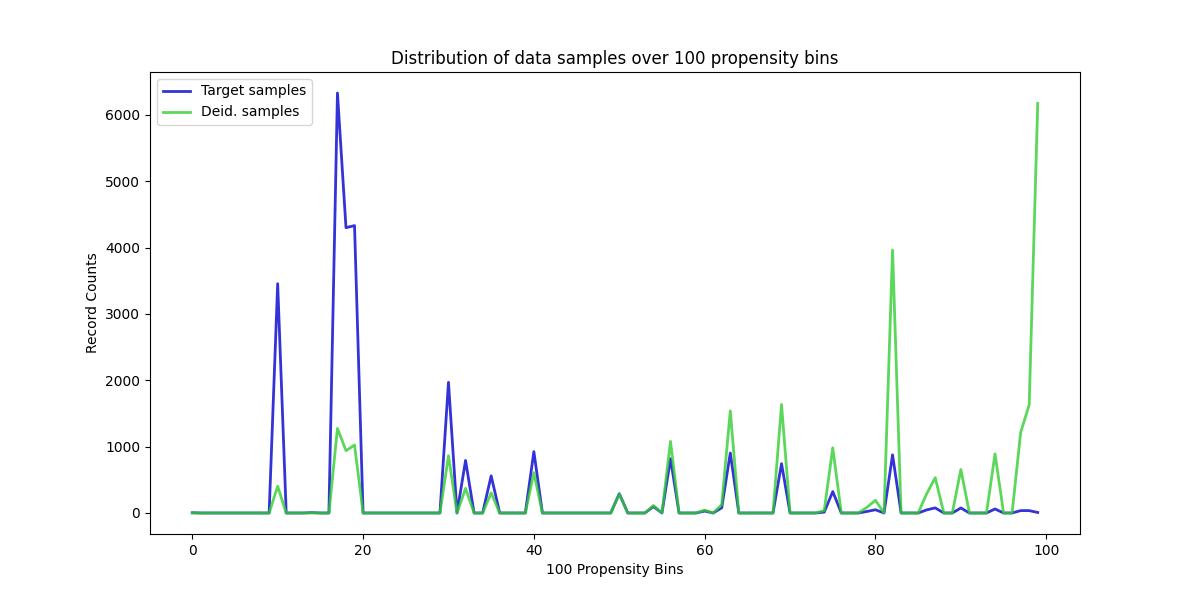 Distribution of data samples over 100 propensity bins
Target samples
Deid. samples
Record Counts
6000
5000
4000
3000
2000
1000
0
0 20 40 60 80 100
100 Propensity Bins